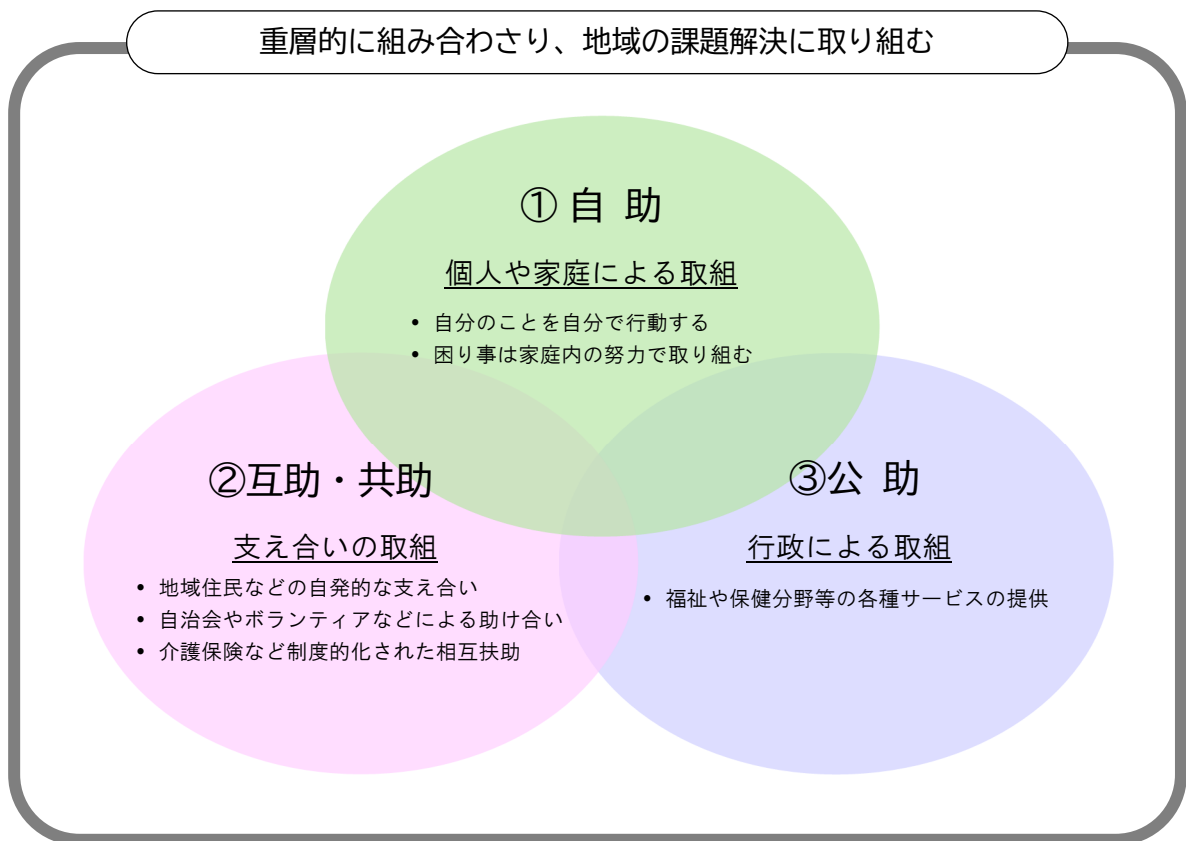 重層的に組み合わさり、地域の課題解決に取り組む
① 自 助
個人や家庭による取組
• 自分のことを自分で行動する
• 困り事は家庭内の努力で取り組む
②互助・共助
支え合いの取組
• 地域住民などの自発的な支え合い
• 自治会やボランティアなどによる助け合い
• 介護保険など制度的化された相互扶助
③公 助
行政による取組
• 福祉や保健分野等の各種サービスの提供